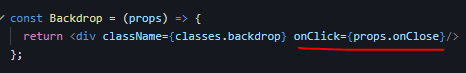 const Backdrop = (props) => {
return <div className={classes.backdrop} onClick={props.onClose}/>
};